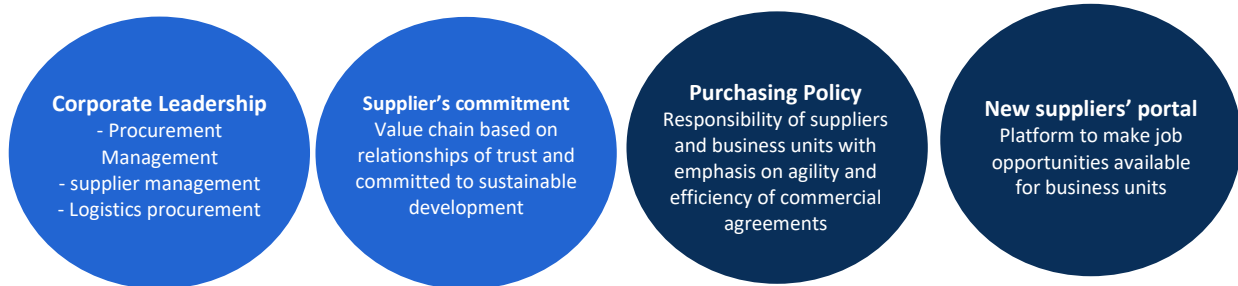 Corporate Leadership
- Procurement
Management
- supplier management
- Logistics procurement
Supplier's commitment
Value chain based on
relationships of trust and
committed to sustainable
development
Purchasing Policy
Responsibility of suppliers
and business units with
emphasis on agility and
efficiency of commercial
agreements
New suppliers' portal
Platform to make job
opportunities available
for business units